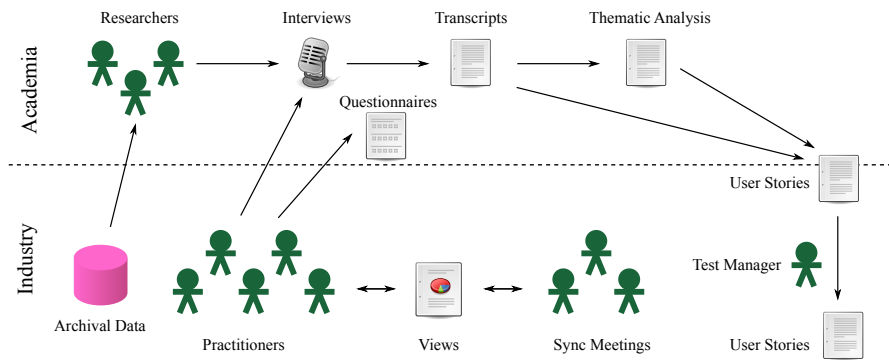 Researchers
Interviews
Transcripts
Thematic Analysis
Academia
Questionnaires
User Stories
Industry
Test Manager
Archival Data
Practitioners
Views
Sync Meetings
User Stories